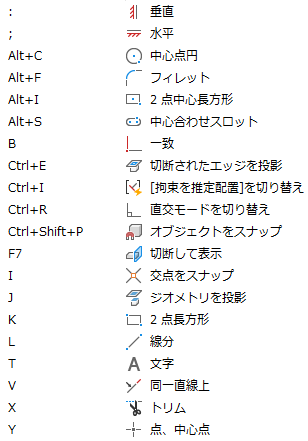 : 垂直
; 水平
Alt+C 中心点円
Alt+F フィレット
Alt+I 2 点中心長方形
Alt+S 中心合わせスロット
B 一致
Ctrl+E 切断されたエッジを投影
Ctrl+I [拘束を推定配置]を切り替え
Ctrl+R 直交モードを切り替え
Ctrl+Shift+P オブジェクトをスナップ
F7 切断して表示
I 交点をスナップ
J ジオメトリを投影
K 2 点長方形
L 線分
T A 文字
V 同一直線上
X トリム
Y 点、中心点